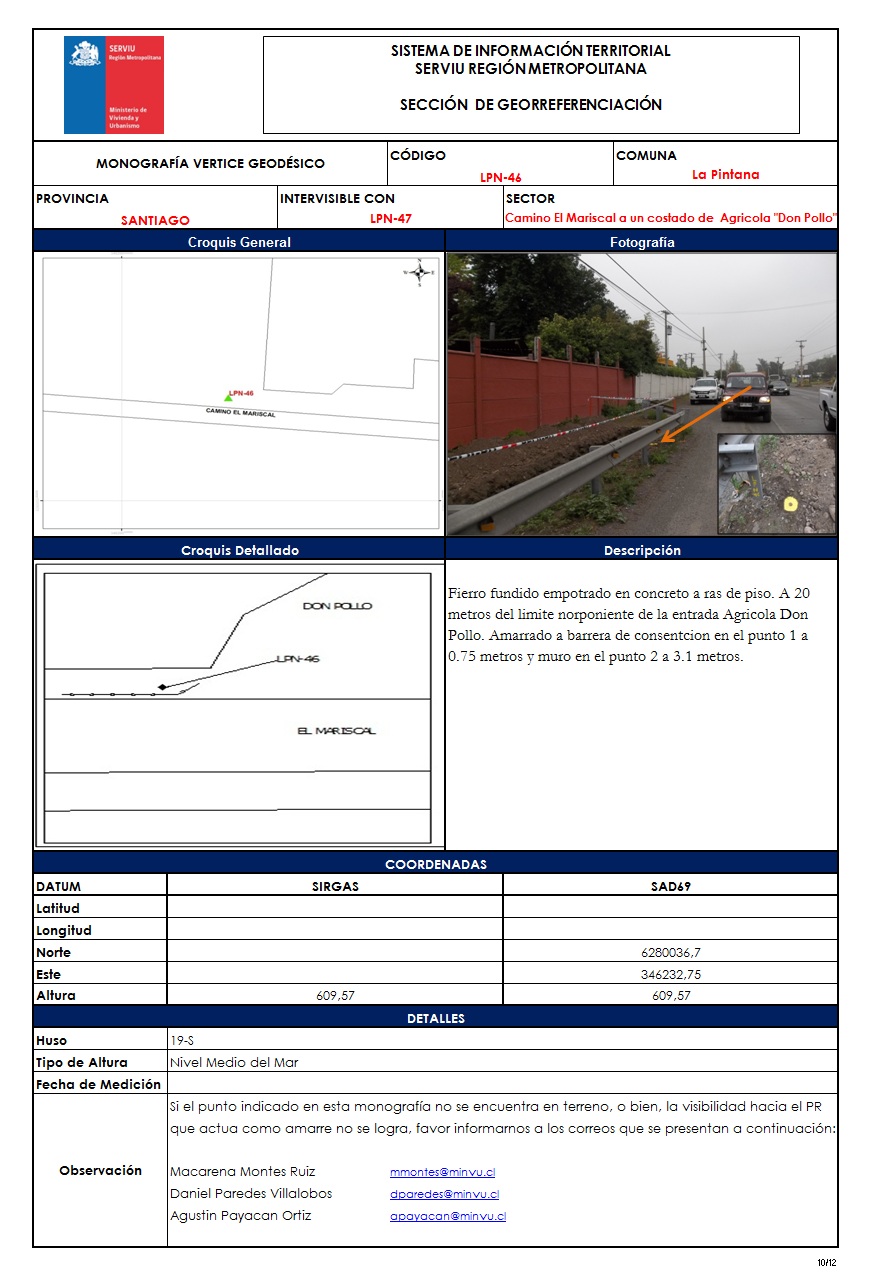 SERVIU
Región Metropolitana
Ministerio de
Vivienda y
Urbanismo
SISTEMA DE INFORMACIÓN TERRITORIAL
SERVIU REGIÓN METROPOLITANA
SECCIÓN DE GEORREFERENCIACIÓN
MONOGRAFÍA VERTICE GEODÉSICO
CÓDIGO
LPN-46
COMUNA
La Pintana
PROVINCIA
SANTIAGO
INTERVISIBLE CON
LPN-47
SECTOR
Camino El Mariscal a un costado de Agricola "Don Pollo"
Croquis General
Fotografía
N
W
E
S
LPN-46
CAMINO EL MARISCAL
Croquis Detallado
Descripción
DON POLLO
LPN-46
EL MARISCAL
Fierro fundido empotrado en concreto a ras de piso. A 20
metros del limite norponiente de la entrada Agricola Don
Pollo. Amarrado a barrera de consentcion en el punto 1 a
0.75 metros y muro en el punto 2 a 3.1 metros.
COORDENADAS
DATUM SIRGAS SAD69
Latitud
Longitud
Norte 6280036,7
Este 346232,75
Altura 609,57 609,57
DETALLES
Huso 19-S
Tipo de Altura Nivel Medio del Mar
Fecha de Medición
Observación
Si el punto indicado en esta monografía no se encuentra en terreno, o bien, la visibilidad hacia el PR
que actua como amarre no se logra, favor informarnos a los correos que se presentan a continuación:
Macarena Montes Ruiz mmontes@minvu.cl
Daniel Paredes Villalobos dparedes@minvu.cl
Agustin Payacan Ortiz apayacan@minvu.cl
10/12